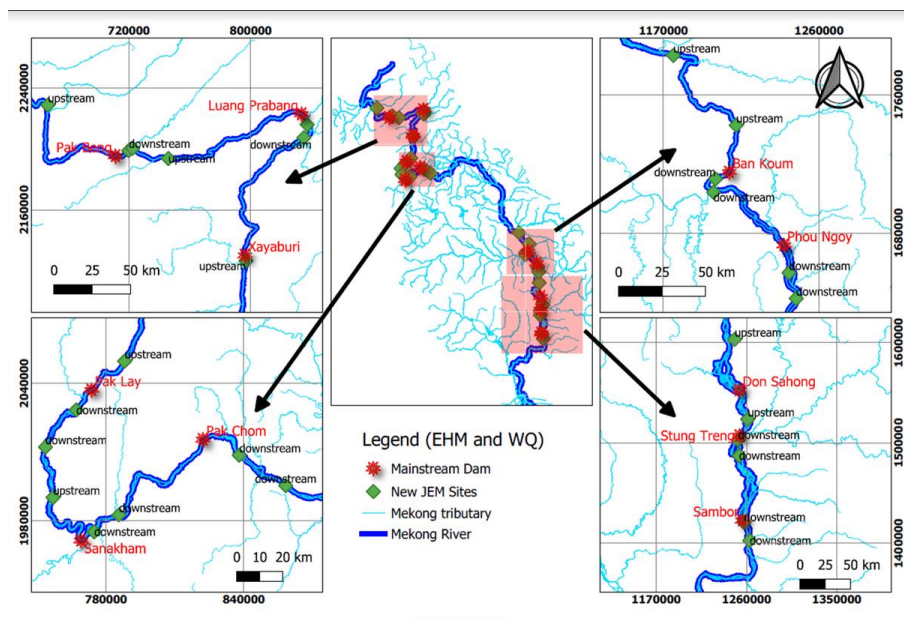 720000
800000
2240000
2160000
upstream
Luang Prabang
Pak Beng
downstream
upstream
downstream
Xayaburi
upstream
0 25 50 km
1170000
1260000
1760000
1680000
upstream
upstream
Ban Koum
downstream
downstream
Phou Ngoy
downstream
downstream
0 25 50 km
2040000
1980000
upstream
Pak Lay
downstream
downstream
Pak Chom
downstream
downstream
upstream
downstream
downstream
Sanakham
0 10 20 km
780000
840000
Legend (EHM and WQ)
Mainstream Dam
New JEM Sites
Mekong tributary
Mekong River
1600000
1500000
1400000
upstream
Don Sahong
upstream
Stung Treng
downstream
downstream
Sambor
downstream
downstream
0 25 50 km
1170000
1260000
1350000